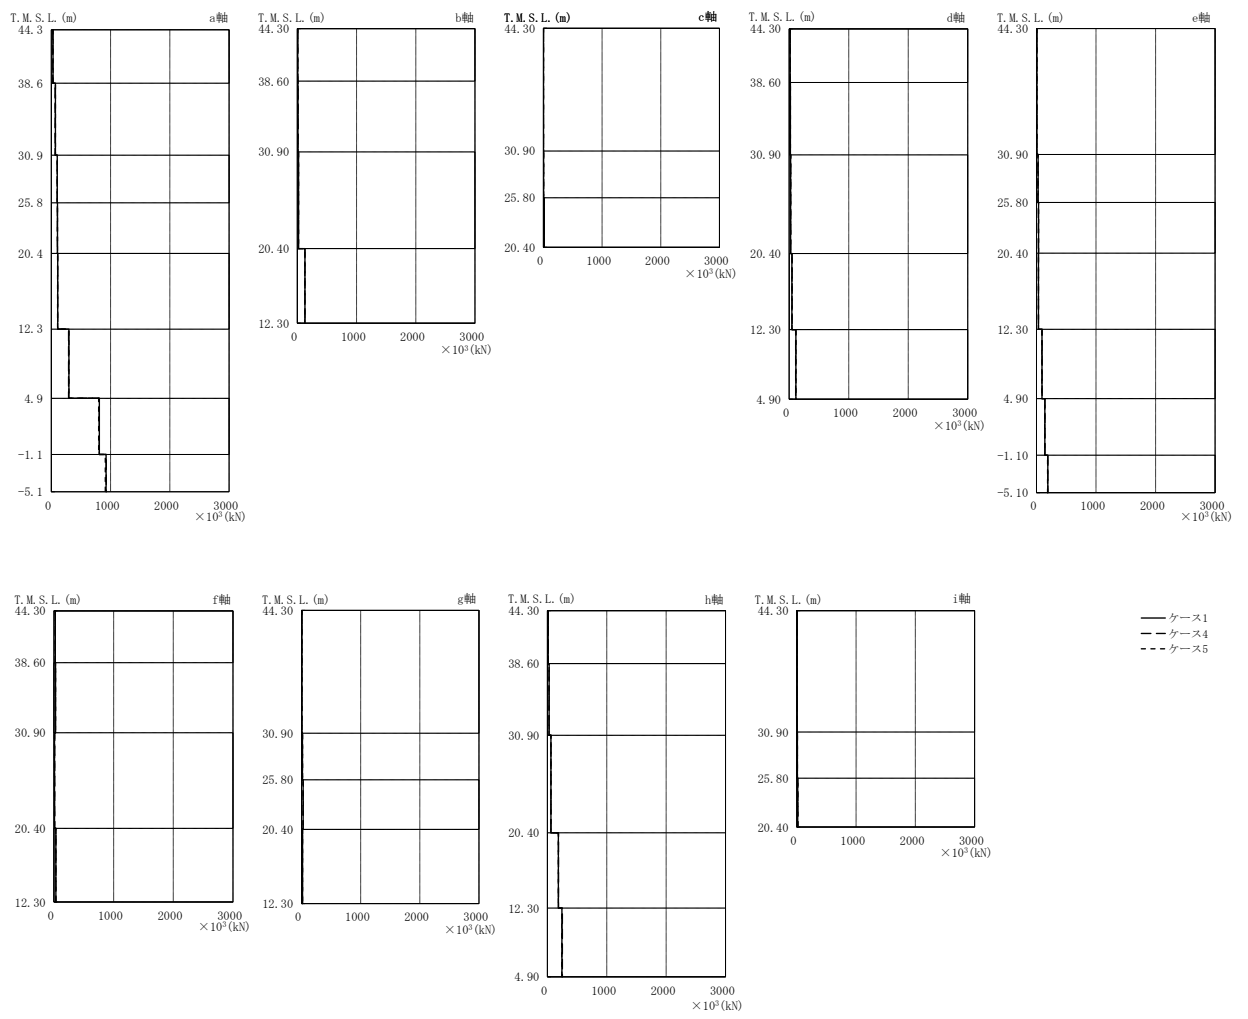 T.M.S.L.(m) a軸
44.3
38.6
30.9
25.8
20.4
12.3
4.9
-1.1
-5.1
0 1000 2000 3000
×10³(kN)
T.M.S.L.(m) b軸
44.30
38.60
30.90
20.40
12.30
0 1000 2000 3000
×10³(kN)
T.M.S.L.(m) c軸
44.30
30.90
25.80
20.40
0 1000 2000 3000
×10³(kN)
T.M.S.L.(m) d軸
44.30
38.60
30.90
20.40
12.30
4.90
0 1000 2000 3000
×10³(kN)
T.M.S.L.(m) e軸
44.30
30.90
25.80
20.40
12.30
4.90
-1.10
-5.10
0 1000 2000 3000
×10³(kN)
T.M.S.L.(m) f軸
44.30
38.60
30.90
20.40
12.30
0 1000 2000 3000
×10³(kN)
T.M.S.L.(m) g軸
44.30
30.90
25.80
20.40
12.30
0 1000 2000 3000
×10³(kN)
T.M.S.L.(m) h軸
44.30
38.60
30.90
20.40
12.30
4.90
0 1000 2000 3000
×10³(kN)
T.M.S.L.(m) i軸
44.30
30.90
25.80
20.40
0 1000 2000 3000
×10³(kN)
ケース1
ケース4
ケース5